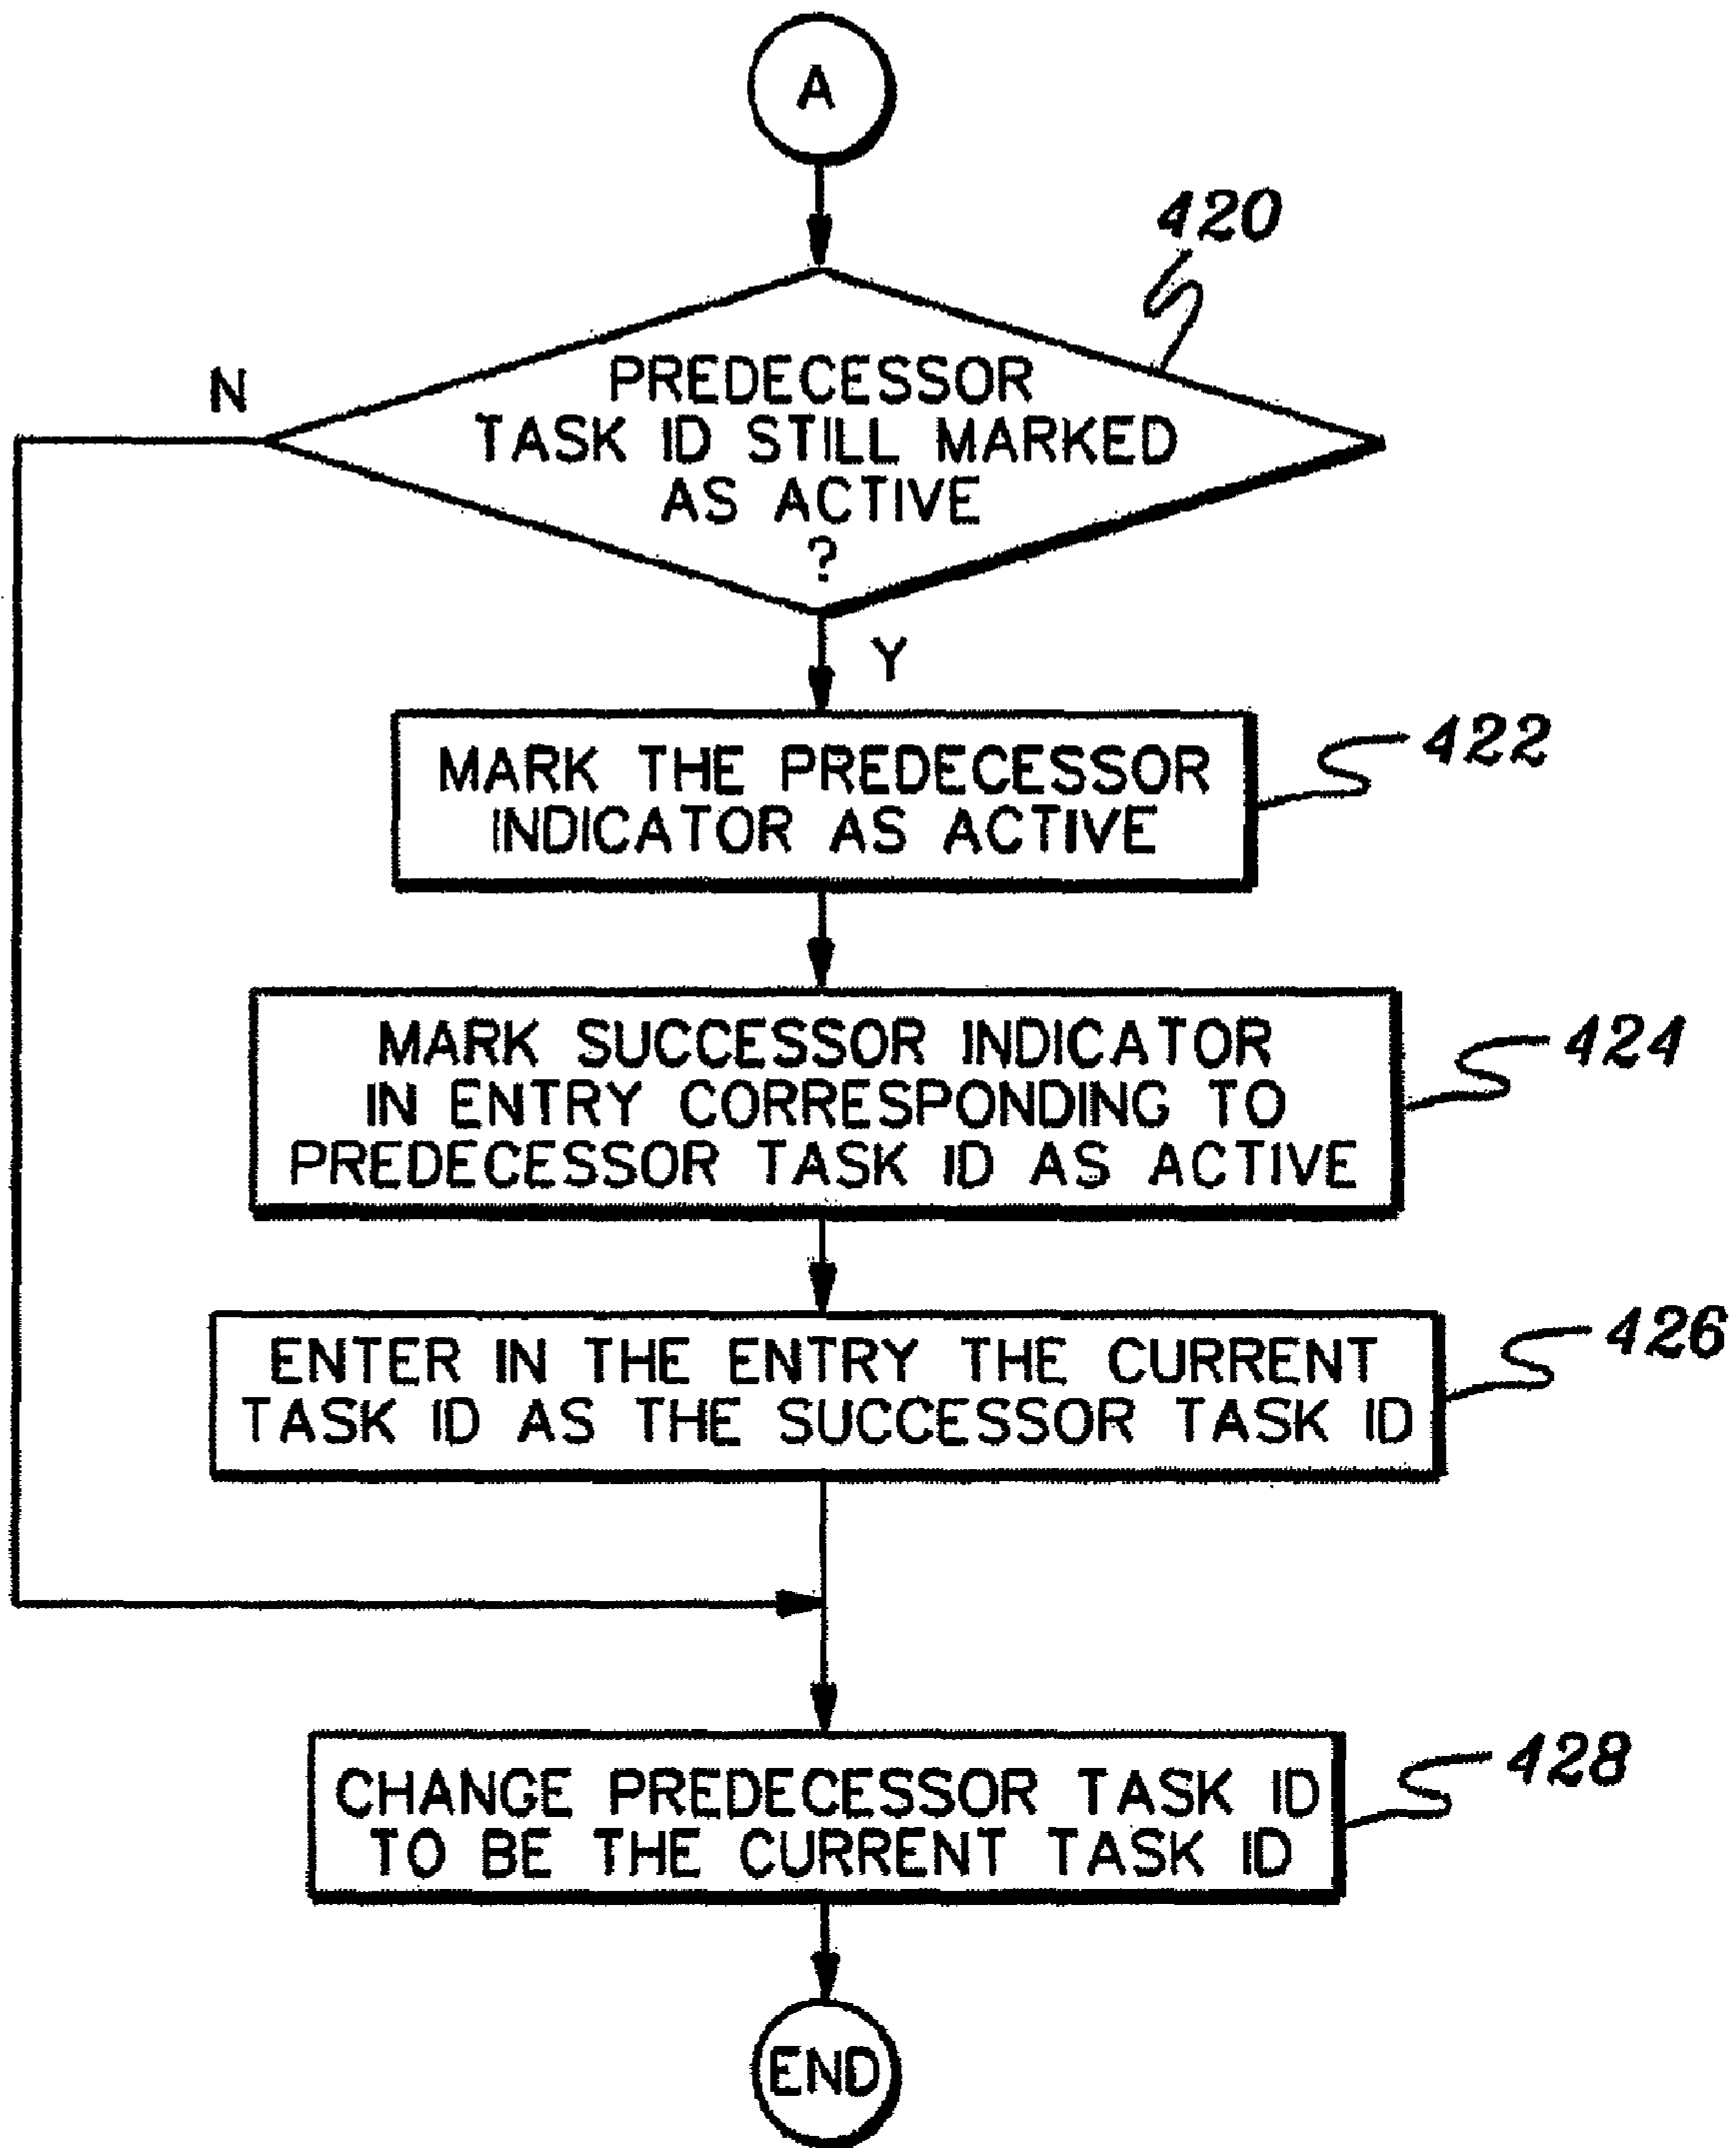 A
420
N
PREDECESSOR
TASK ID STILL MARKED
AS ACTIVE
?
Y
MARK THE PREDECESSOR
INDICATOR AS ACTIVE
422
MARK SUCCESSOR INDICATOR
IN ENTRY CORRESPONDING TO
PREDECESSOR TASK ID AS ACTIVE
424
ENTER IN THE ENTRY THE CURRENT
TASK ID AS THE SUCCESSOR TASK ID
426
CHANGE PREDECESSOR TASK ID
TO BE THE CURRENT TASK ID
428
END